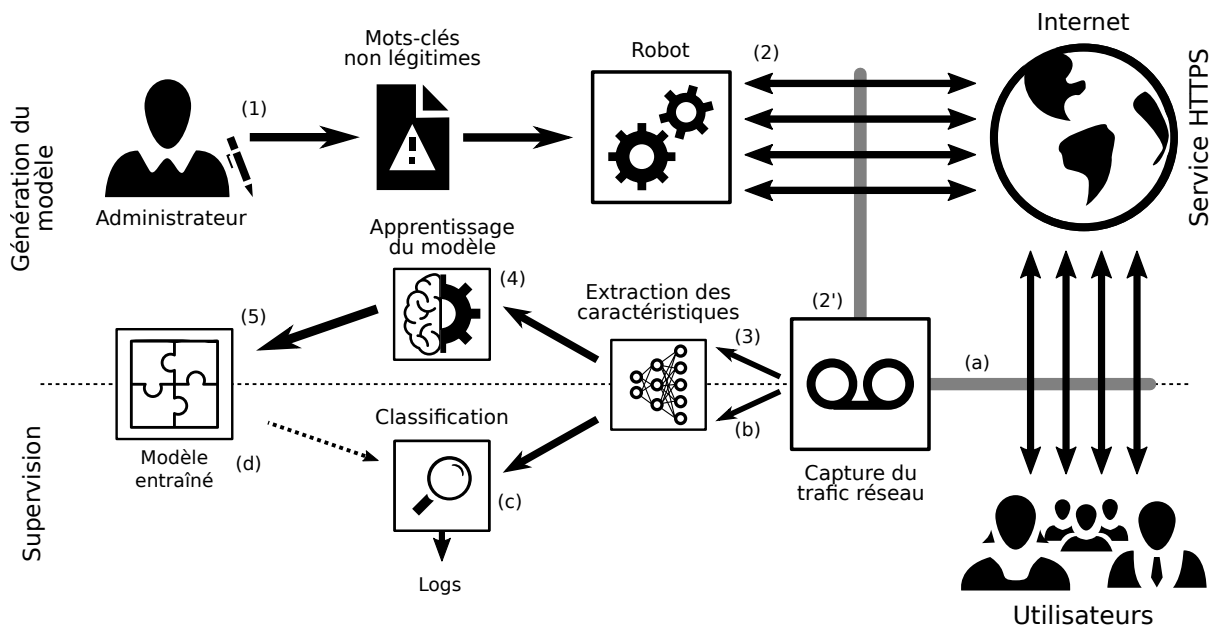 Internet
Mots-clés
non légitimes
Robot
(2)
(1)
Service HTTPS
Génération du
modèle
Administrateur
Apprentissage
du modèle
(4)
Extraction des
caractéristiques
(2')
(5)
(3)
(a)
Classification
(b)
Modèle
entraîné
(d)
(c)
Capture du
trafic réseau
Supervision
Logs
Utilisateurs